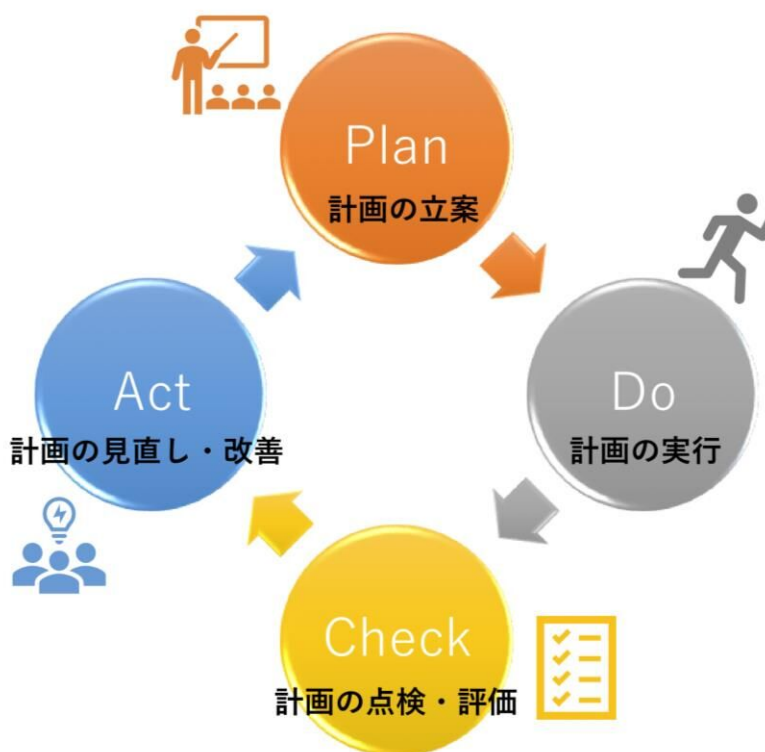 Plan
計画の立案
Do
計画の実行
Check
計画の点検・評価
Act
計画の見直し・改善